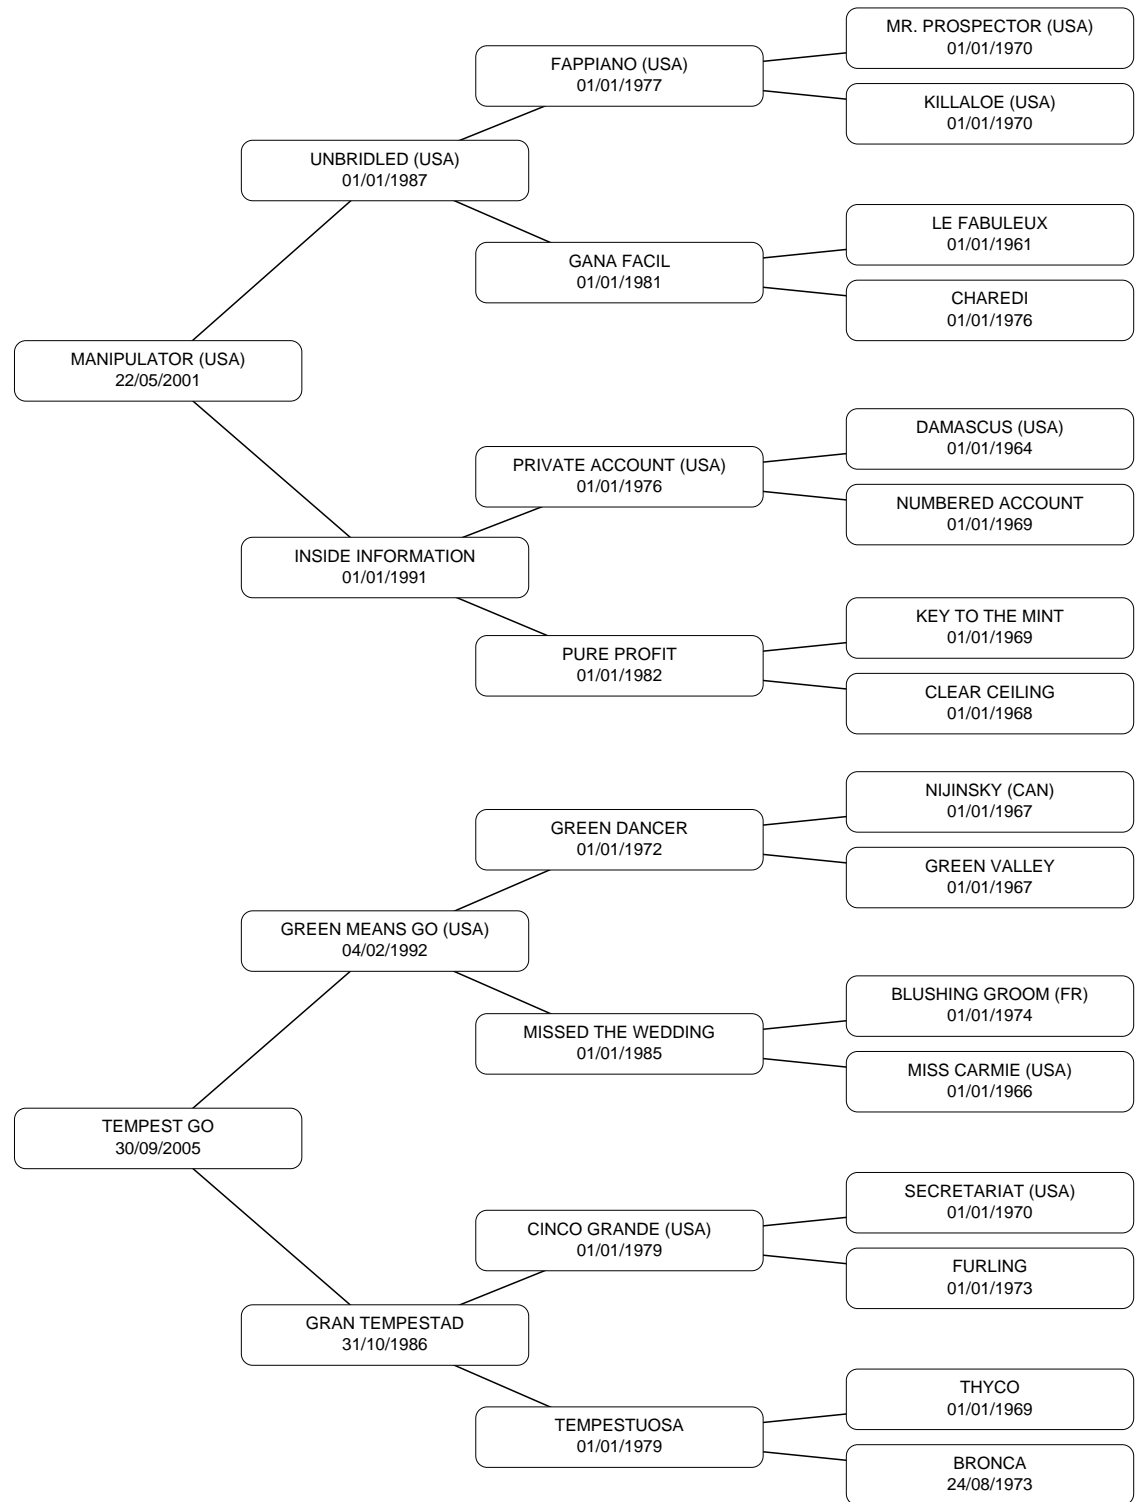 MR. PROSPECTOR (USA)
01/01/1970
FAPPIANO (USA)
01/01/1977
KILLALOE (USA)
01/01/1970
UNBRIDLED (USA)
01/01/1987
LE FABULEUX
01/01/1961
GANA FACIL
01/01/1981
CHAREDI
01/01/1976
MANIPULATOR (USA)
22/05/2001
DAMASCUS (USA)
01/01/1964
PRIVATE ACCOUNT (USA)
01/01/1976
NUMBERED ACCOUNT
01/01/1969
INSIDE INFORMATION
01/01/1991
KEY TO THE MINT
01/01/1969
PURE PROFIT
01/01/1982
CLEAR CEILING
01/01/1968
NIJINSKY (CAN)
01/01/1967
GREEN DANCER
01/01/1972
GREEN VALLEY
01/01/1967
GREEN MEANS GO (USA)
04/02/1992
BLUSHING GROOM (FR)
01/01/1974
MISSED THE WEDDING
01/01/1985
MISS CARMIE (USA)
01/01/1966
TEMPEST GO
30/09/2005
SECRETARIAT (USA)
01/01/1970
CINCO GRANDE (USA)
01/01/1979
FURLING
01/01/1973
GRAN TEMPESTAD
31/10/1986
THYCO
01/01/1969
TEMPESTUOSA
01/01/1979
BRONCA
24/08/1973